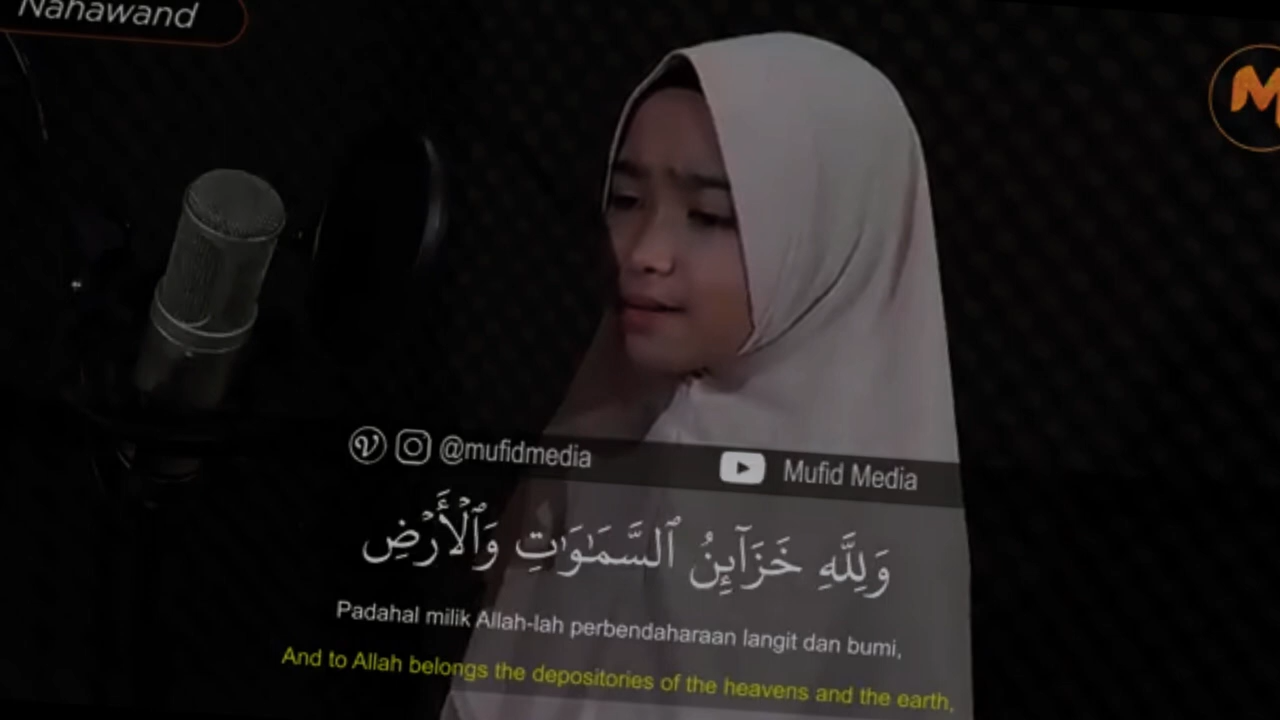 Nahawand
M
@mufidmedia Mufid Media
وَلِلَّهِ خَزَآئِنُ ٱلسَّمَـٰوَٰتِ وَٱلْأَرْضِ
Padahal milik Allah-lah perbendaharaan langit dan bumi,
And to Allah belongs the depositories of the heavens and the earth,